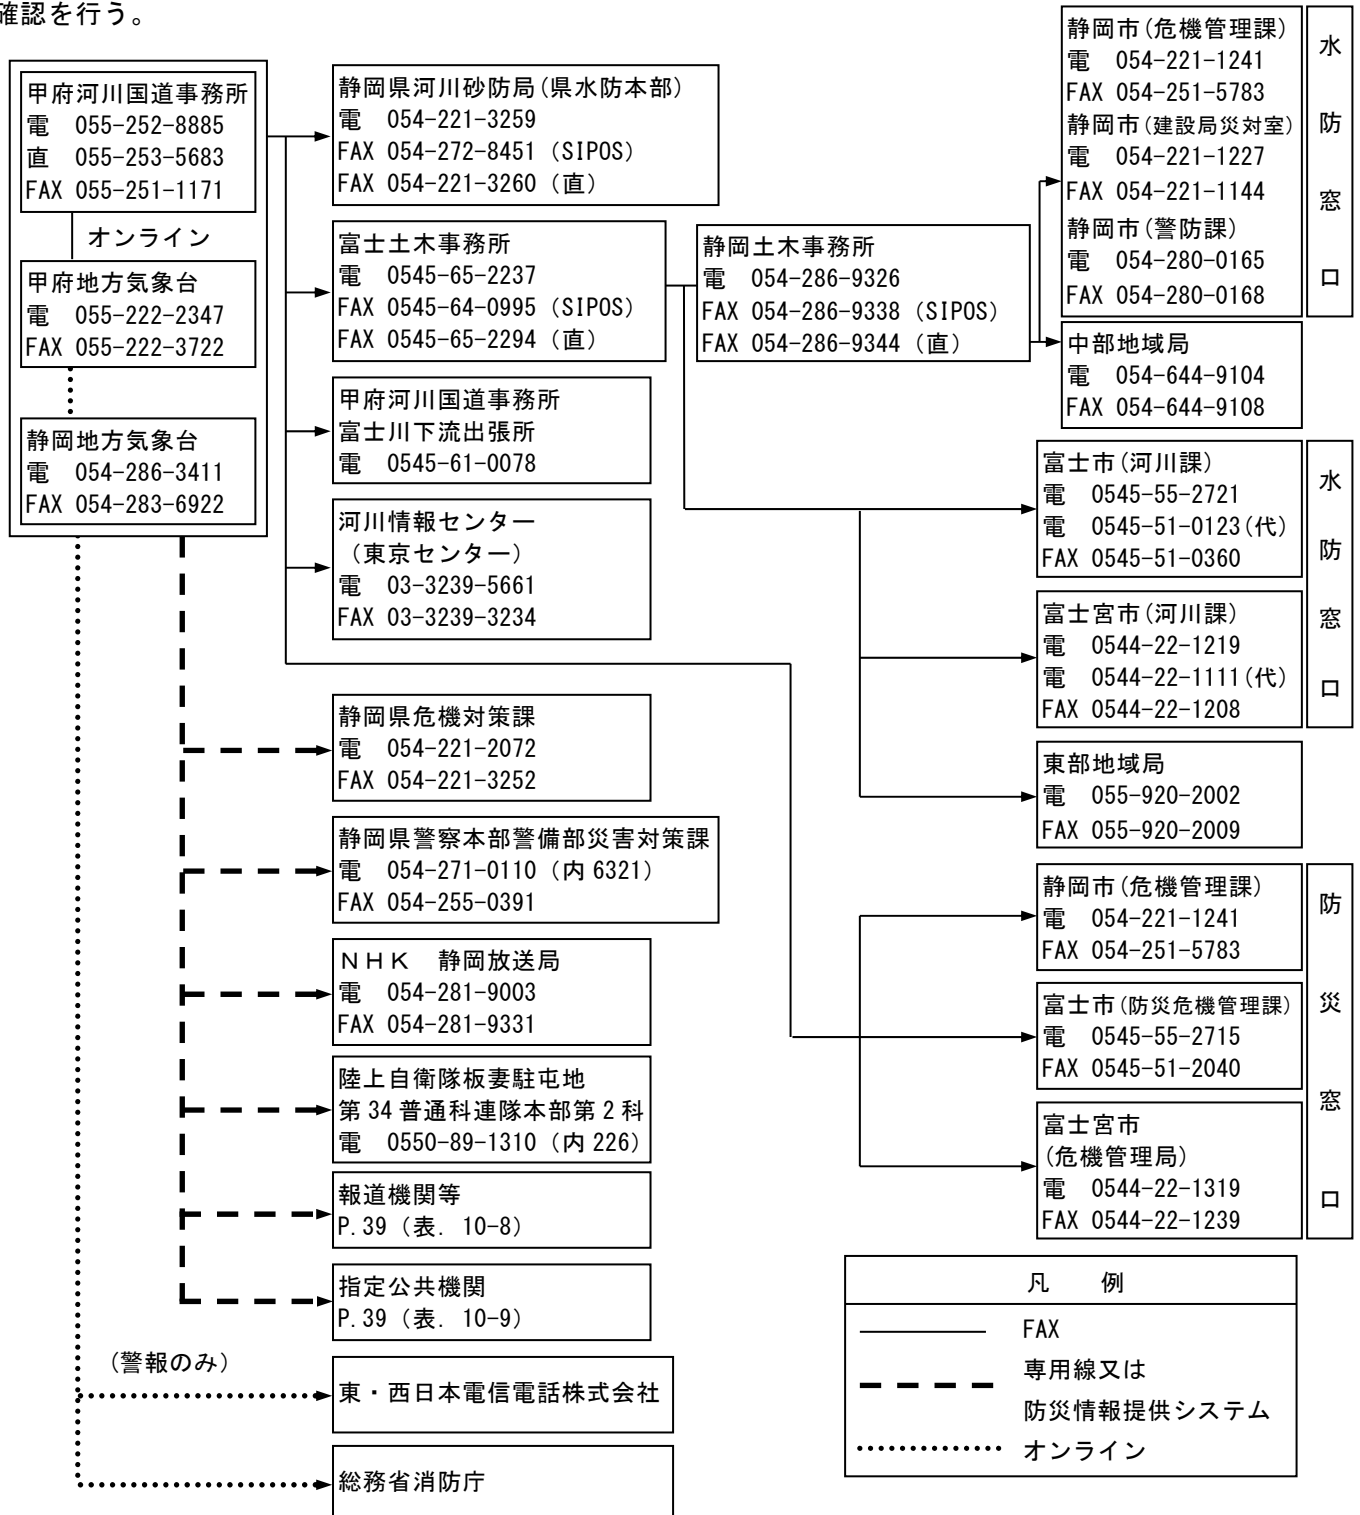 確認を行う。
甲府河川国道事務所
電 055-252-8885
直 055-253-5683
FAX 055-251-1171
オンライン
甲府地方気象台
電 055-222-2347
FAX 055-222-3722
静岡地方気象台
電 054-286-3411
FAX 054-283-6922
静岡県河川砂防局(県水防本部)
電 054-221-3259
FAX 054-272-8451 (SIPOS)
FAX 054-221-3260 (直)
富士土木事務所
電 0545-65-2237
FAX 0545-64-0995 (SIPOS)
FAX 0545-65-2294 (直)
甲府河川国道事務所
富士川下流出張所
電 0545-61-0078
河川情報センター
(東京センター)
電 03-3239-5661
FAX 03-3239-3234
静岡県危機対策課
電 054-221-2072
FAX 054-221-3252
静岡県警察本部警備部災害対策課
電 054-271-0110 (内 6321)
FAX 054-255-0391
NHK 静岡放送局
電 054-281-9003
FAX 054-281-9331
陸上自衛隊板妻駐屯地
第 34 普通科連隊本部第 2 科
電 0550-89-1310 (内 226)
報道機関等
P.39 (表. 10-8)
指定公共機関
P.39 (表. 10-9)
(警報のみ)
東・西日本電信電話株式会社
総務省消防庁
静岡土木事務所
電 054-286-9326
FAX 054-286-9338 (SIPOS)
FAX 054-286-9344 (直)
静岡市(危機管理課)
電 054-221-1241
FAX 054-251-5783
静岡市(建設局災対室)
電 054-221-1227
FAX 054-221-1144
静岡市(警防課)
電 054-280-0165
FAX 054-280-0168
水防窓口
中部地域局
電 054-644-9104
FAX 054-644-9108
富士市(河川課)
電 0545-55-2721
電 0545-51-0123(代)
FAX 0545-51-0360
富士宮市(河川課)
電 0544-22-1219
電 0544-22-1111(代)
FAX 0544-22-1208
水防窓口
東部地域局
電 055-920-2002
FAX 055-920-2009
静岡市(危機管理課)
電 054-221-1241
FAX 054-251-5783
富士市(防災危機管理課)
電 0545-55-2715
FAX 0545-51-2040
富士宮市
(危機管理局)
電 0544-22-1319
FAX 0544-22-1239
防災窓口
凡 例
FAX
専用線又は
防災情報提供システム
オンライン